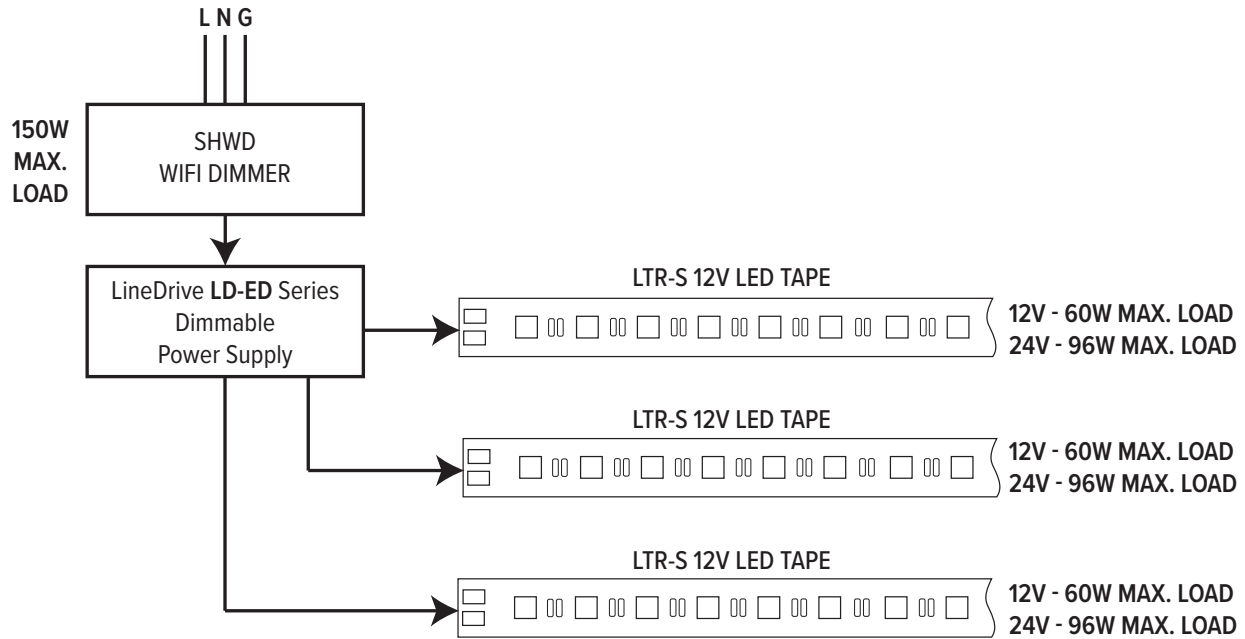 L N G
150W
MAX.
LOAD
SHWD
WIFI DIMMER
LineDrive LD-ED Series
Dimmable
Power Supply
LTR-S 12V LED TAPE
12V - 60W MAX. LOAD
24V - 96W MAX. LOAD
LTR-S 12V LED TAPE
12V - 60W MAX. LOAD
24V - 96W MAX. LOAD
LTR-S 12V LED TAPE
12V - 60W MAX. LOAD
24V - 96W MAX. LOAD